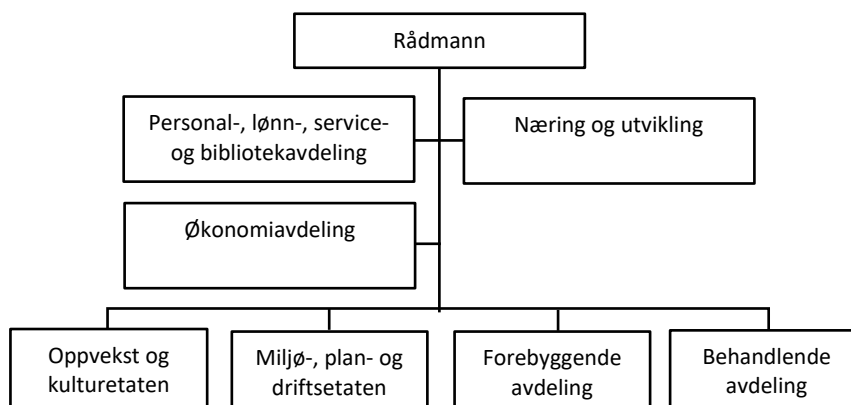 Rådmann
Personal-, lønn-, service-
og bibliotekavdeling
Næring og utvikling
Økonomiavdeling
Oppvekst og
kulturetaten
Miljø-, plan- og
driftsetaten
Forebyggende
avdeling
Behandlende
avdeling